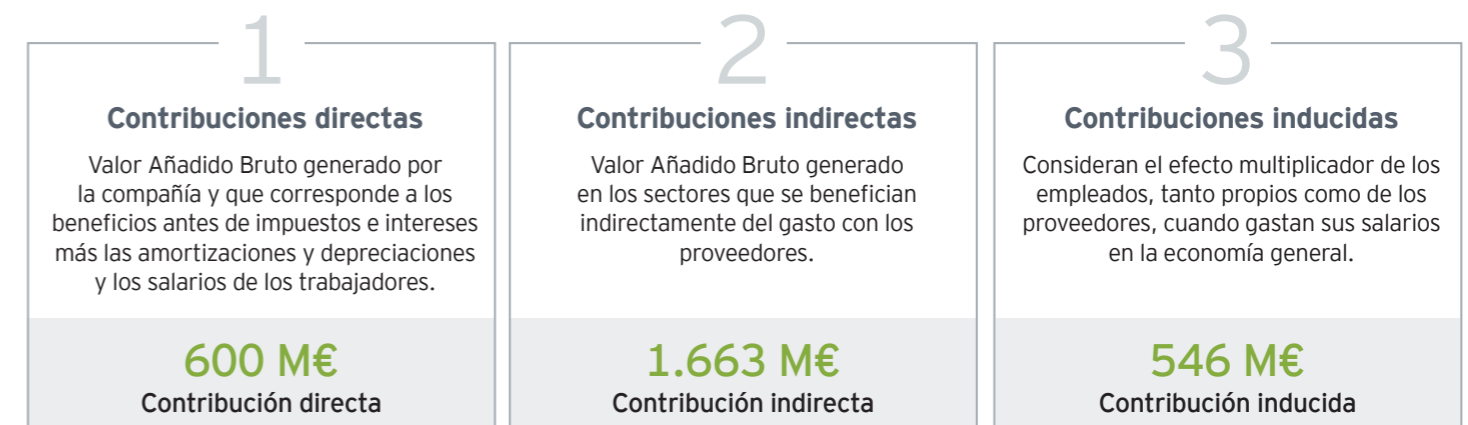 1
Contribuciones directas
Valor Añadido Bruto generado por
la compañía y que corresponde a los
beneficios antes de impuestos e intereses
más las amortizaciones y depreciaciones
y los salarios de los trabajadores.
600 M€
Contribución directa
2
Contribuciones indirectas
Valor Añadido Bruto generado
en los sectores que se benefician
indirectamente del gasto con los
proveedores.
1.663 M€
Contribución indirecta
3
Contribuciones inducidas
Consideran el efecto multiplicador de los
empleados, tanto propios como de los
proveedores, cuando gastan sus salarios
en la economía general.
546 M€
Contribución inducida